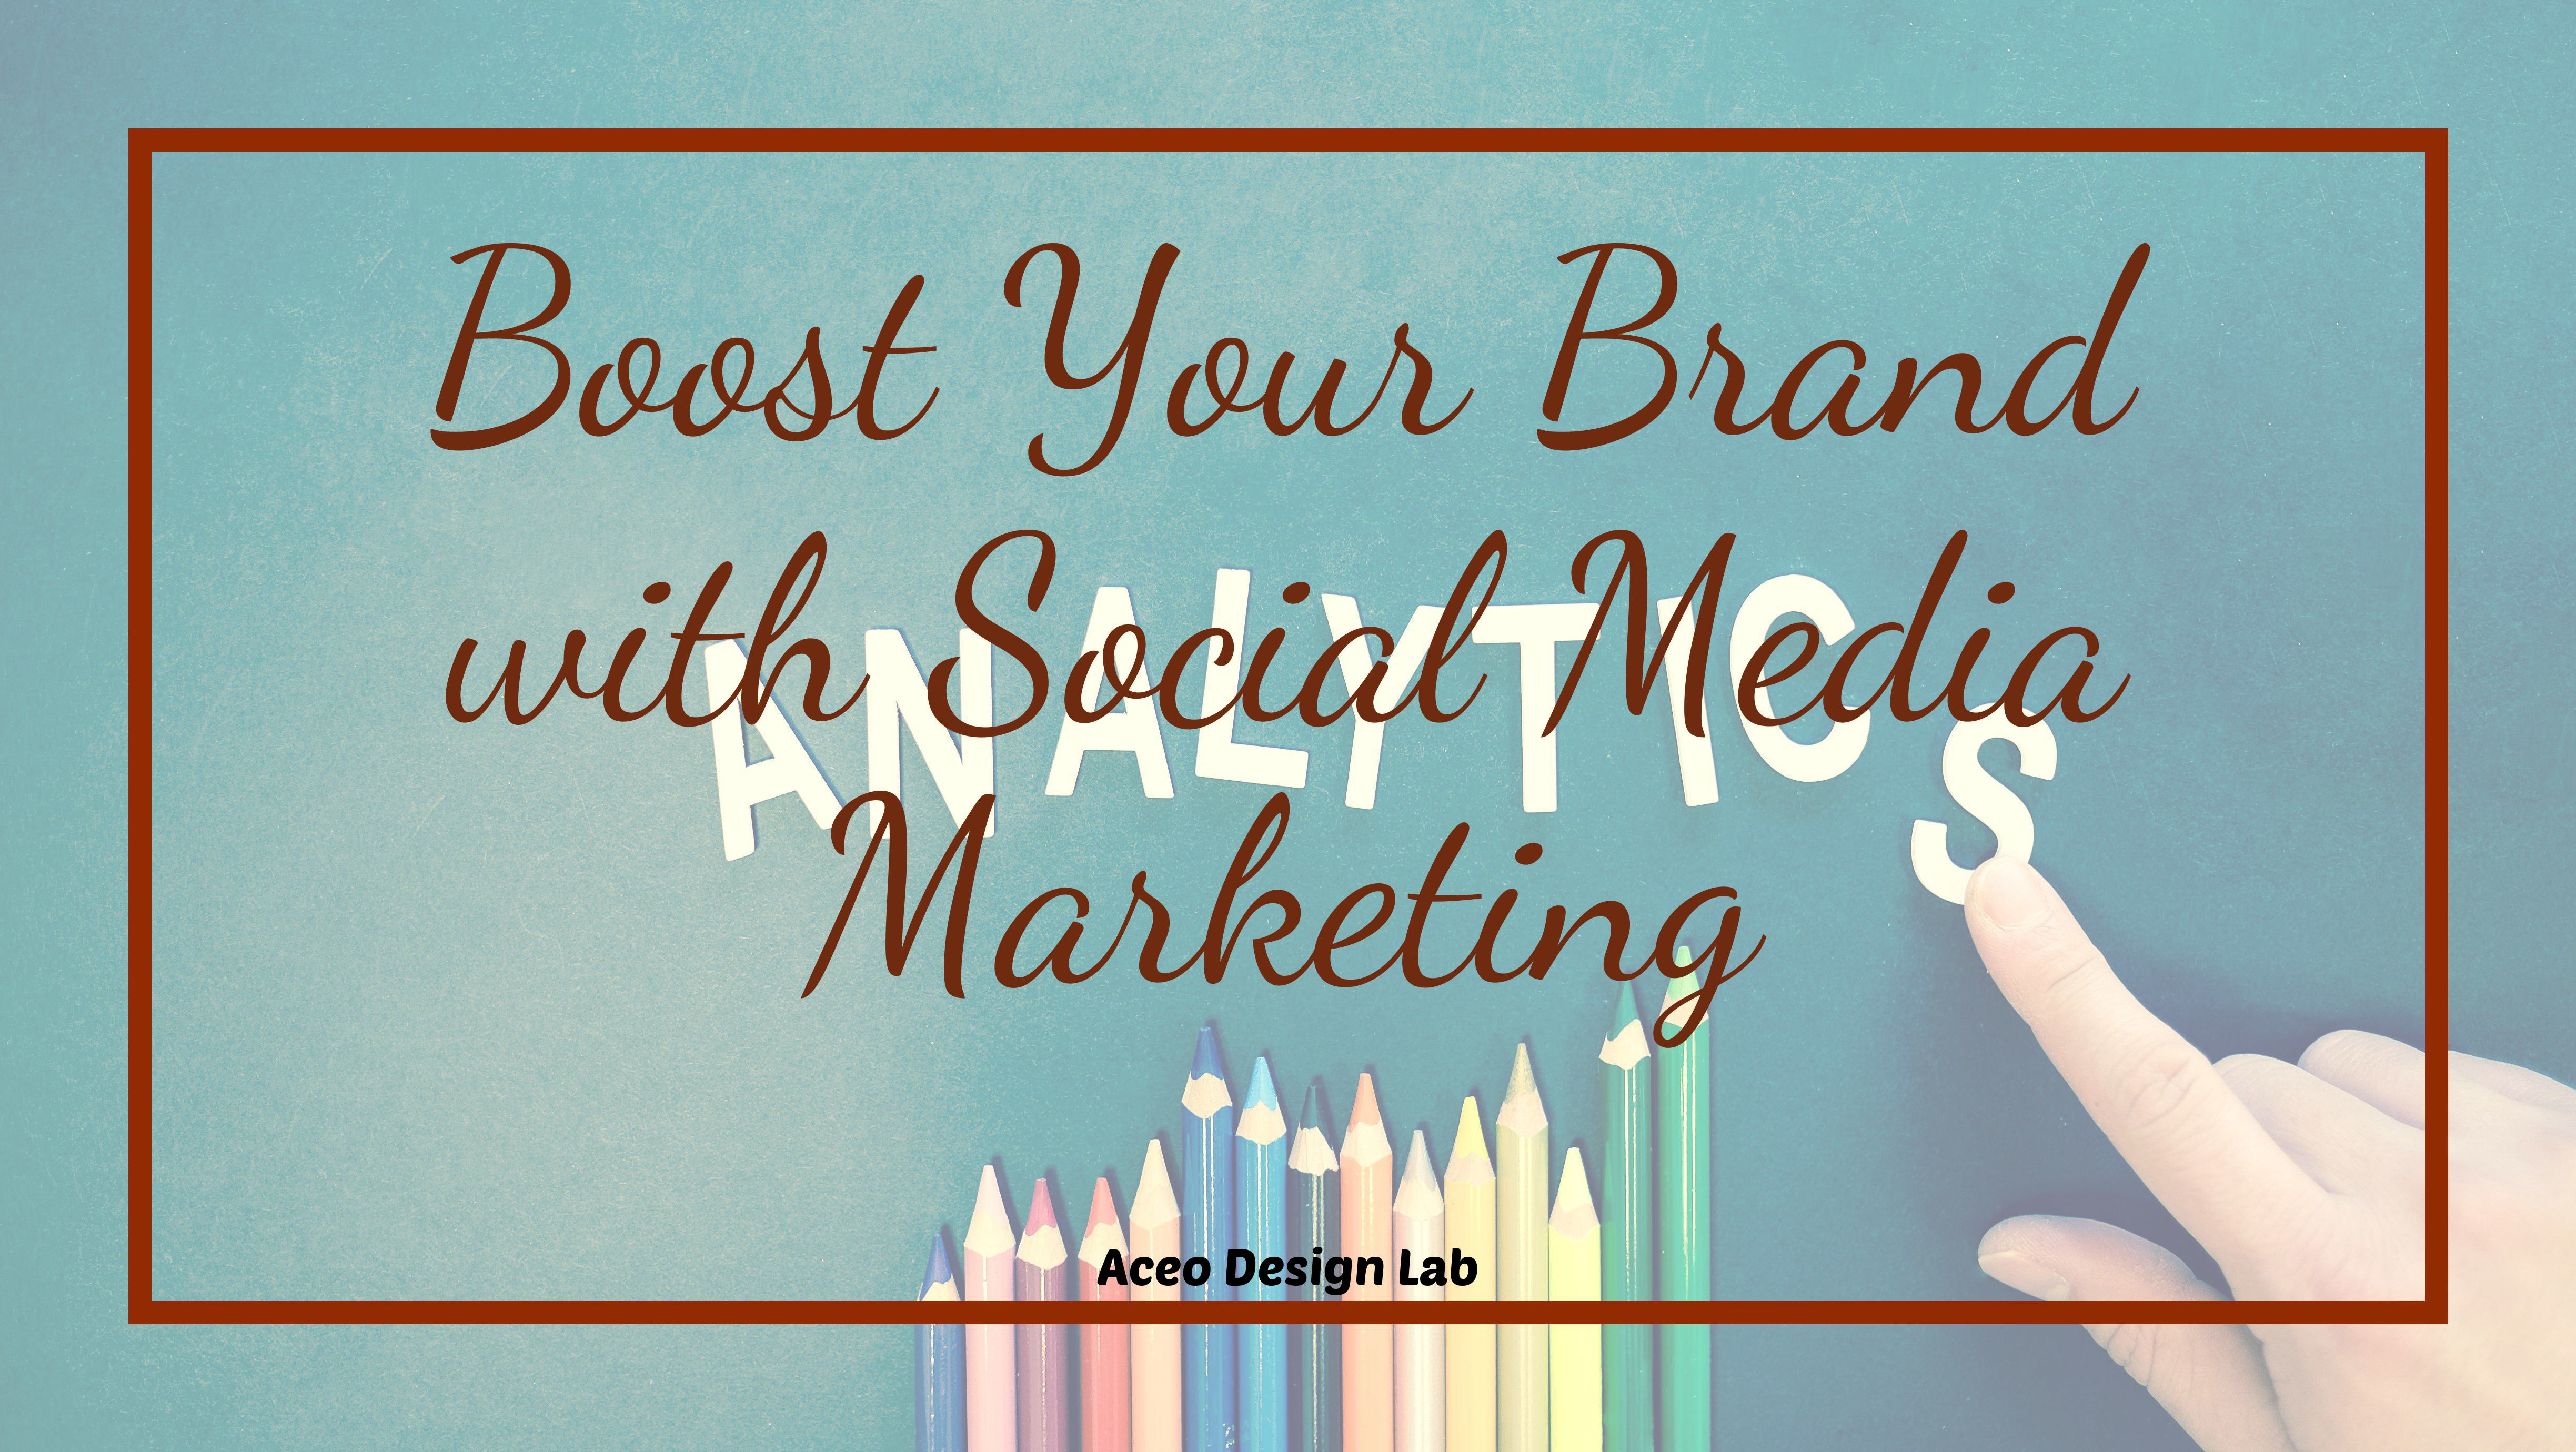 Boost Your Brand
with Social Media
ANALYTICS
Marketing
Aceo Design Lab